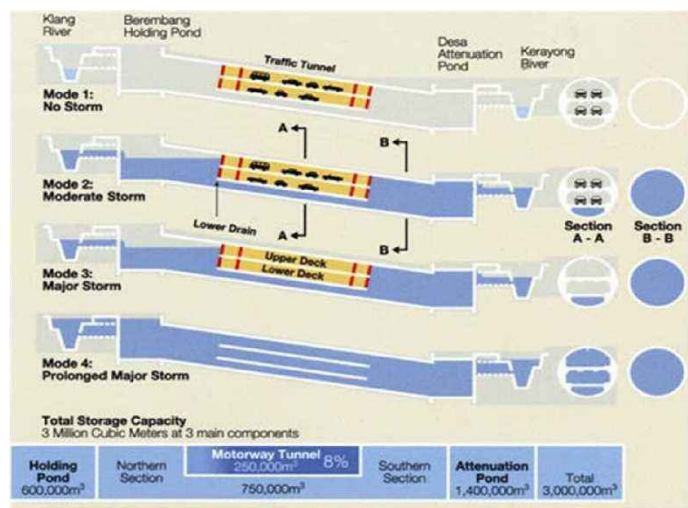 Klang
River
Berembang
Holding Pond
Traffic Tunnel
Desa
Attenuation
Pond
Kerayong
River
Mode 1:
No Storm
A
B
Mode 2:
Moderate Storm
Lower Drain
A
B
Section
A - A
Section
B - B
Mode 3:
Major Storm
Upper Deck
Lower Deck
Mode 4:
Prolonged Major Storm
Total Storage Capacity
3 Million Cubic Meters at 3 main components
Holding
Pond
600,000m³
Northern
Section
Motorway Tunnel
250,000m³ 8%
750,000m³
Southern
Section
Attenuation
Pond
1,400,000m³
Total
3,000,000m³